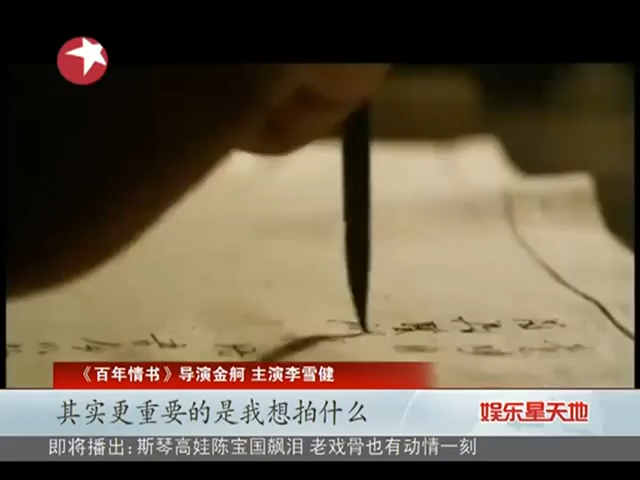 《百年情书》导演金舸 主演李雪健
其实更重要的是我想拍什么
娱乐星天地
即将播出:斯琴高娃陈宝国飙泪 老戏骨也有动情一刻